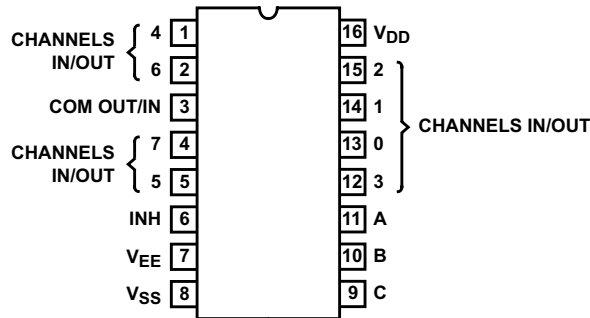 CHANNELS IN/OUT
4 1
6 2
COM OUT/IN 3
CHANNELS IN/OUT
7 4
5 5
INH 6
VEE 7
VSS 8
16 VDD
15 2
14 1
13 0
12 3
CHANNELS IN/OUT
11 A
10 B
9 C